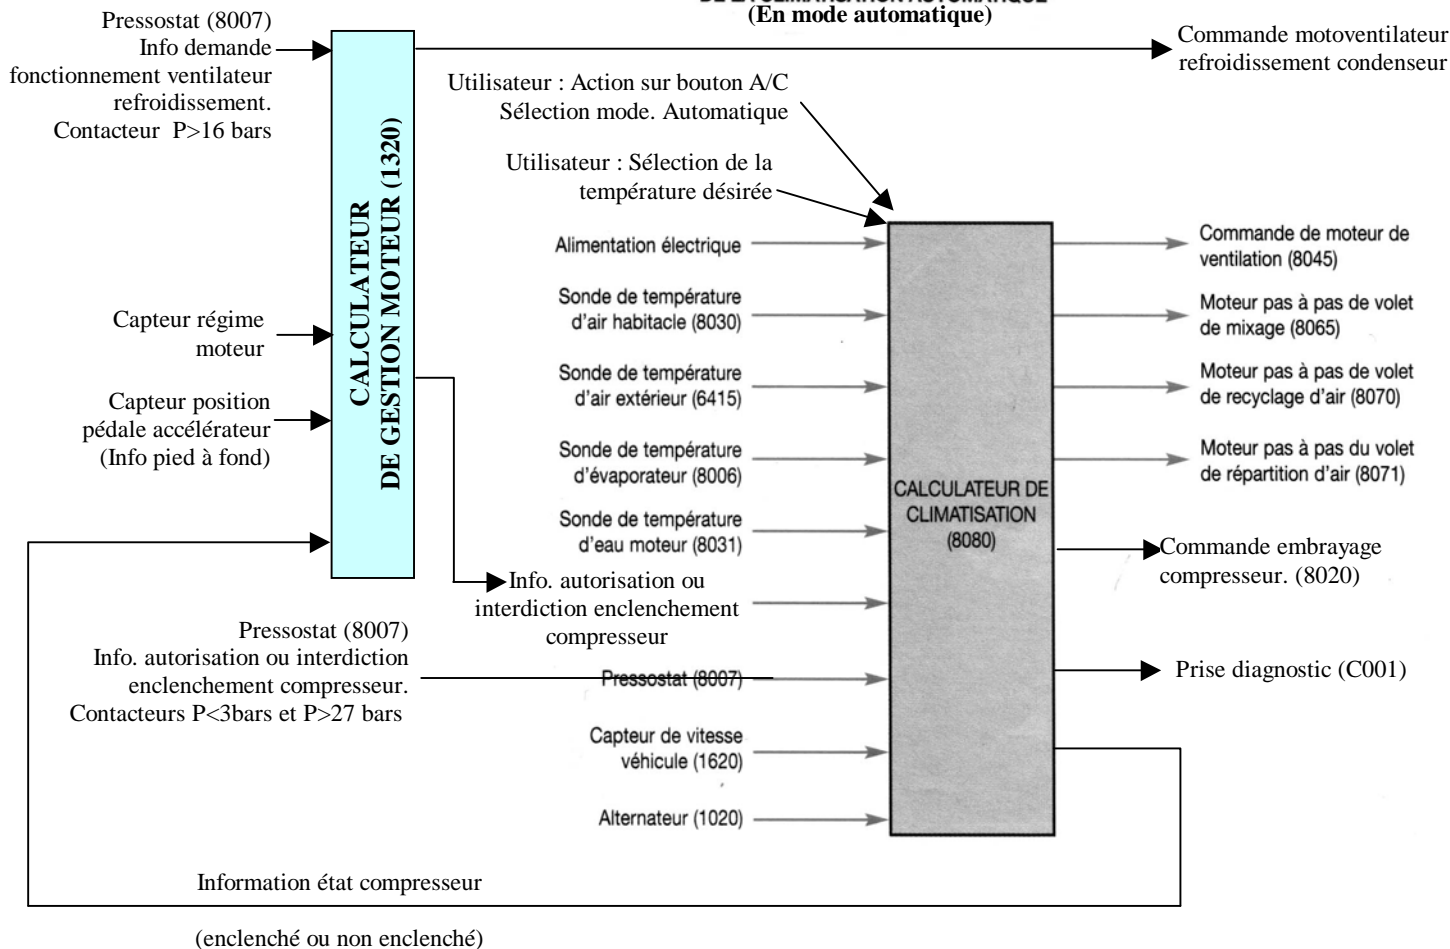 DE LA CLIMATISATION AUTOMATIQUE
(En mode automatique)
Pressostat (8007)
Info demande
fonctionnement ventilateur
refroidissement.
Contacteur P>16 bars
Commande motoventilateur
refroidissement condenseur
Utilisateur : Action sur bouton A/C
Sélection mode. Automatique
Utilisateur : Sélection de la
température désirée
CALCULATEUR
DE GESTION MOTEUR (1320)
Capteur régime
moteur
Capteur position
pédale accélérateur
(Info pied à fond)
Alimentation électrique
Sonde de température
d'air habitacle (8030)
Sonde de température
d'air extérieur (6415)
Sonde de température
d'évaporateur (8006)
Sonde de température
d'eau moteur (8031)
Info. autorisation ou
interdiction enclenchement
compresseur
Pressostat (8007)
Info. autorisation ou interdiction
enclenchement compresseur.
Contacteurs P<3bars et P>27 bars
Pressostat (8007)
Capteur de vitesse
véhicule (1620)
Alternateur (1020)
CALCULATEUR DE
CLIMATISATION
(8080)
Commande de moteur de
ventilation (8045)
Moteur pas à pas de volet
de mixage (8065)
Moteur pas à pas de volet
de recyclage d'air (8070)
Moteur pas à pas du volet
de répartition d'air (8071)
Commande embrayage
compresseur. (8020)
Prise diagnostic (C001)
Information état compresseur
(enclenché ou non enclenché)